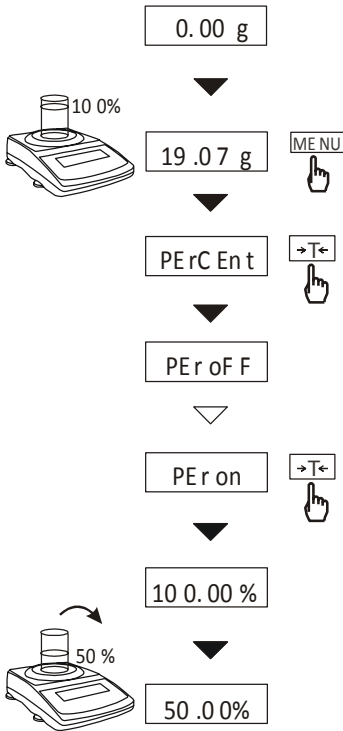 0.00 g
100%
19.07 g
MENU
PErCEnt
→T←
PEr oFF
PEr on
→T←
100.00 %
50 %
50.00%